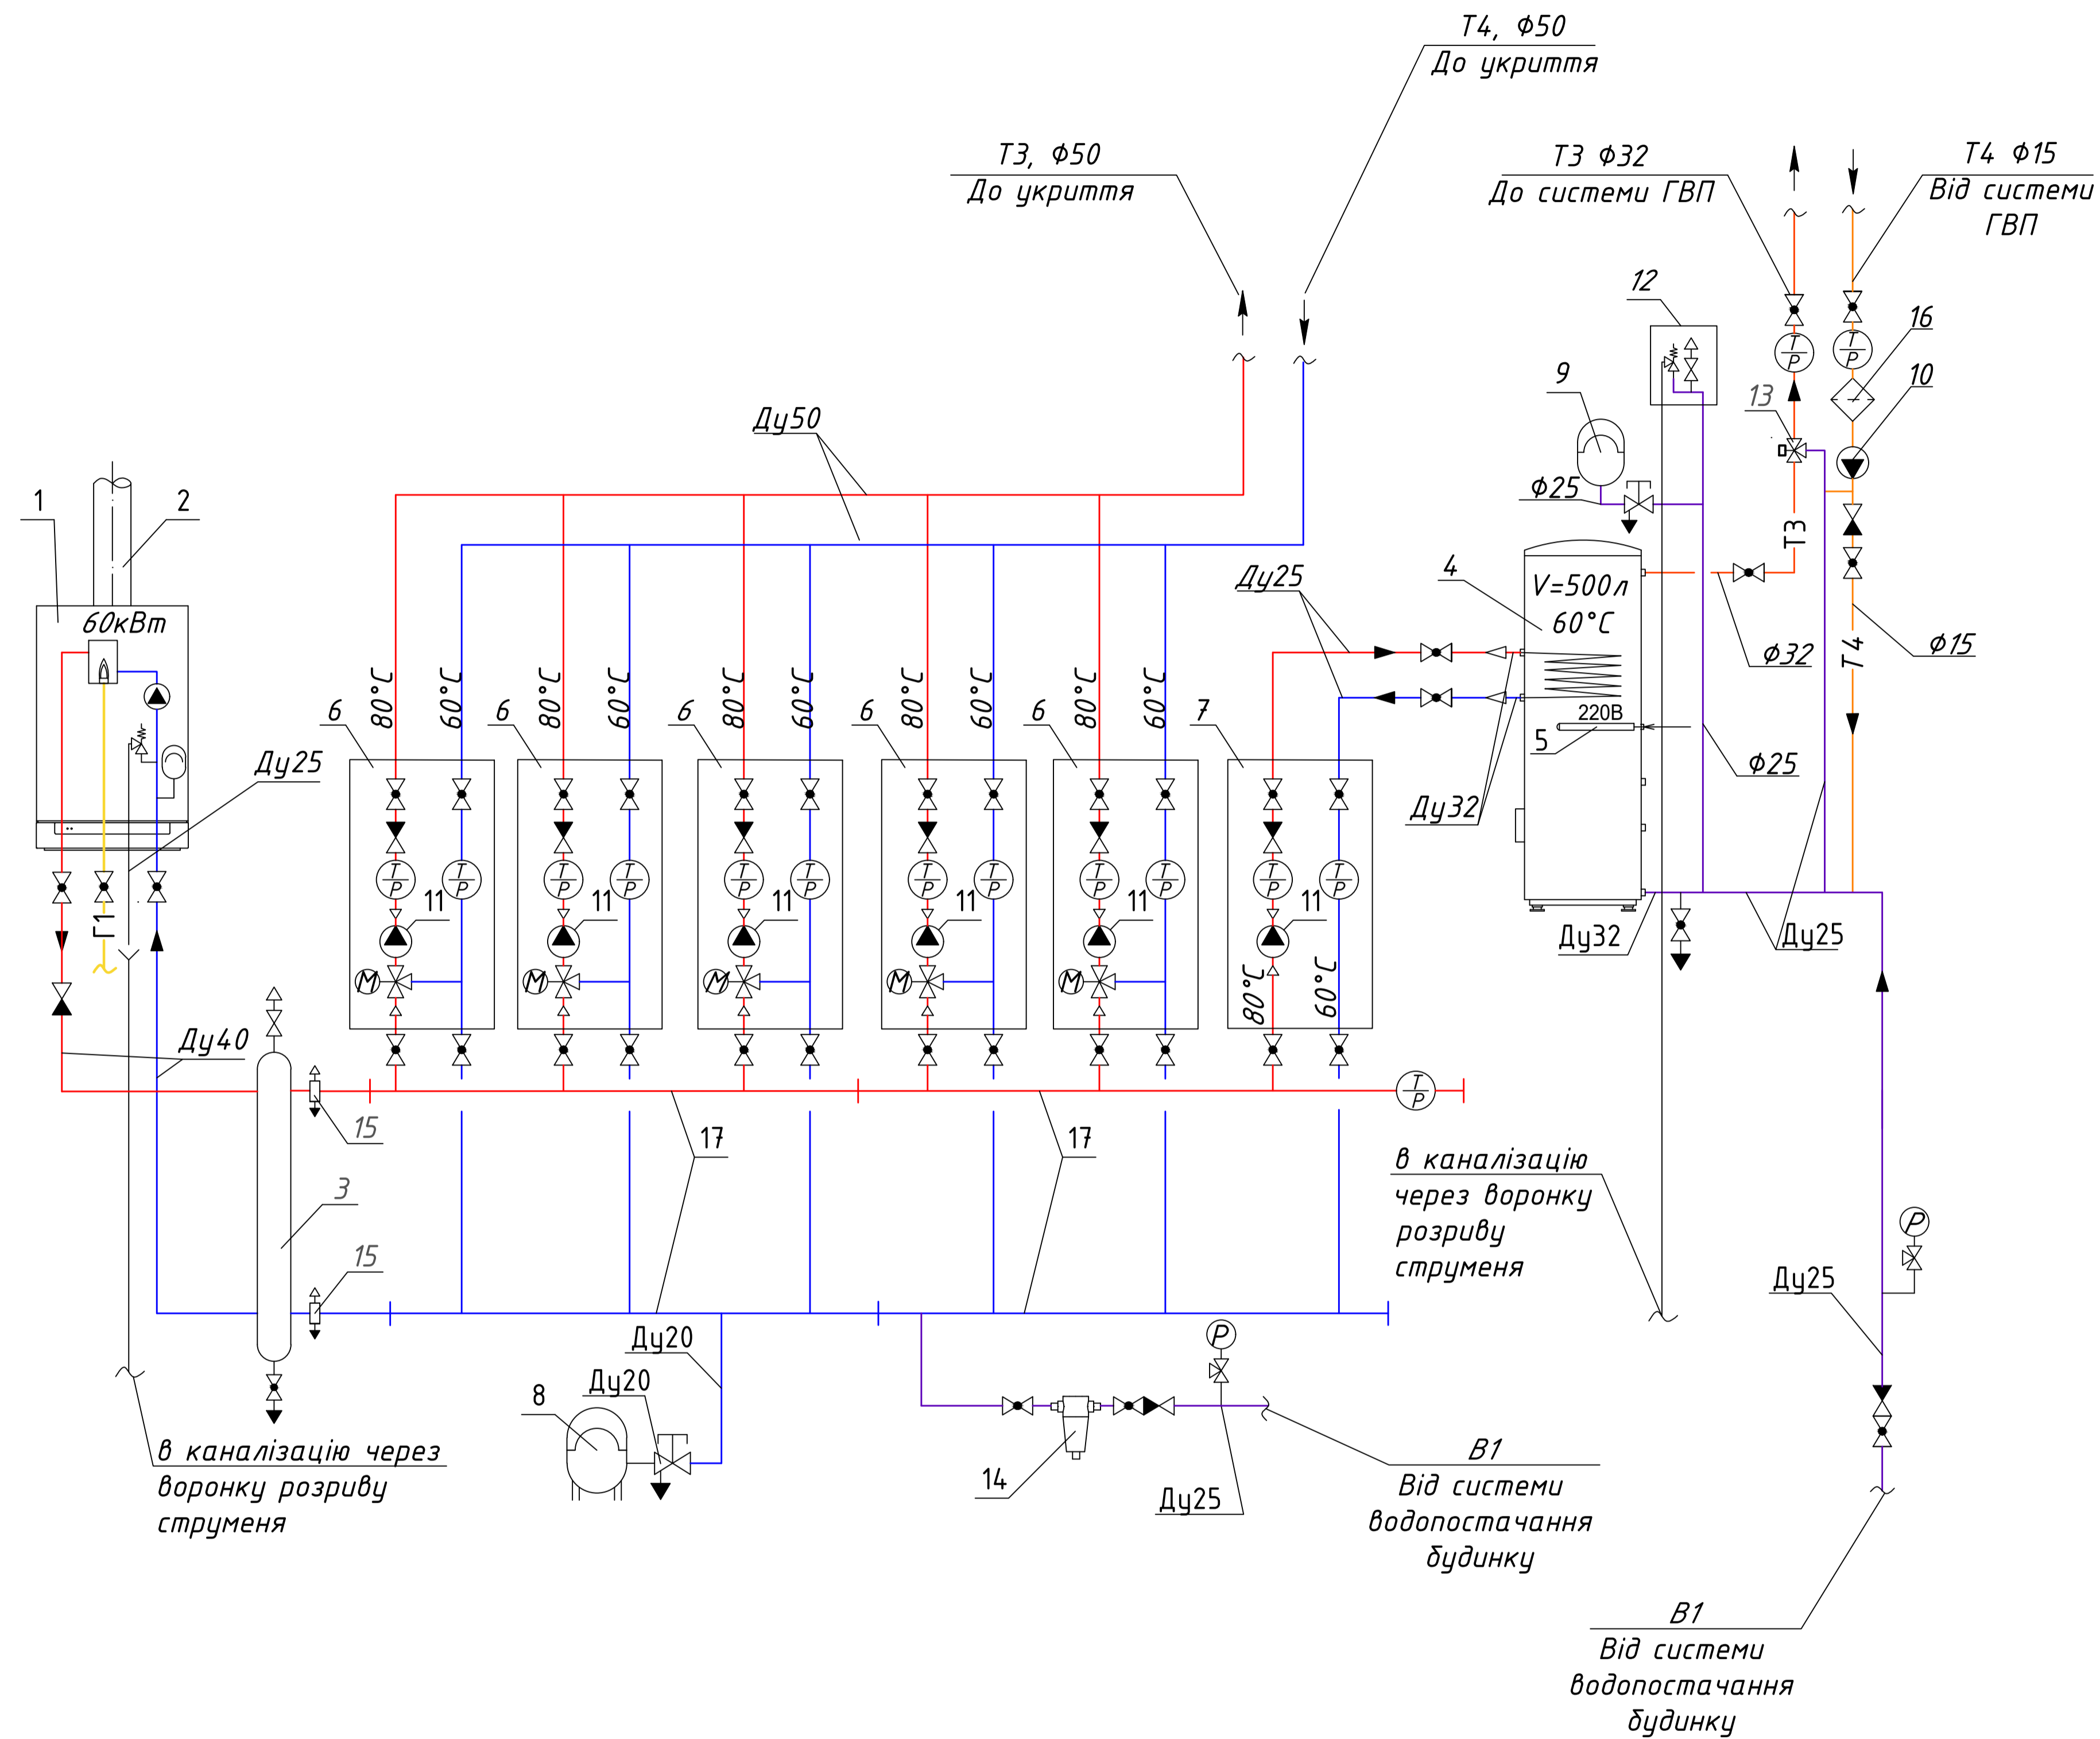 Т4, Ф50
До укриття
Т3, Ф50
До укриття
Т3 Ф32
До системи ГВП
Т4 Ф15
Від системи
ГВП
12
16
9
13
10
Т
Р
Т
Р
Ду50
Ф25
1
2
60кВт
Т3
4
V=500л
60°C
Ду25
Ф32
Т4
Ф15
220В
5
Ф25
Ду32
80°C
60°C
80°C
60°C
80°C
60°C
80°C
60°C
80°C
60°C
6
6
6
6
6
7
Ду25
Т
Р
Т
Р
Т
Р
Т
Р
Т
Р
Т
Р
Т
Р
Т
Р
Т
Р
Т
Р
Т
Р
Т
Р
11
11
11
11
11
11
М
М
М
М
М
80°C
60°C
Г1
Ду32
Ду25
Ду40
Т
Р
15
17
17
3
15
в каналізацію
через воронку
розриву
струменя
Р
Ду25
Ду20
Ду20
8
Р
14
Ду25
В1
Від системи
водопостачання
будинку
в каналізацію через
воронку розриву
струменя
В1
Від системи
водопостачання
будинку